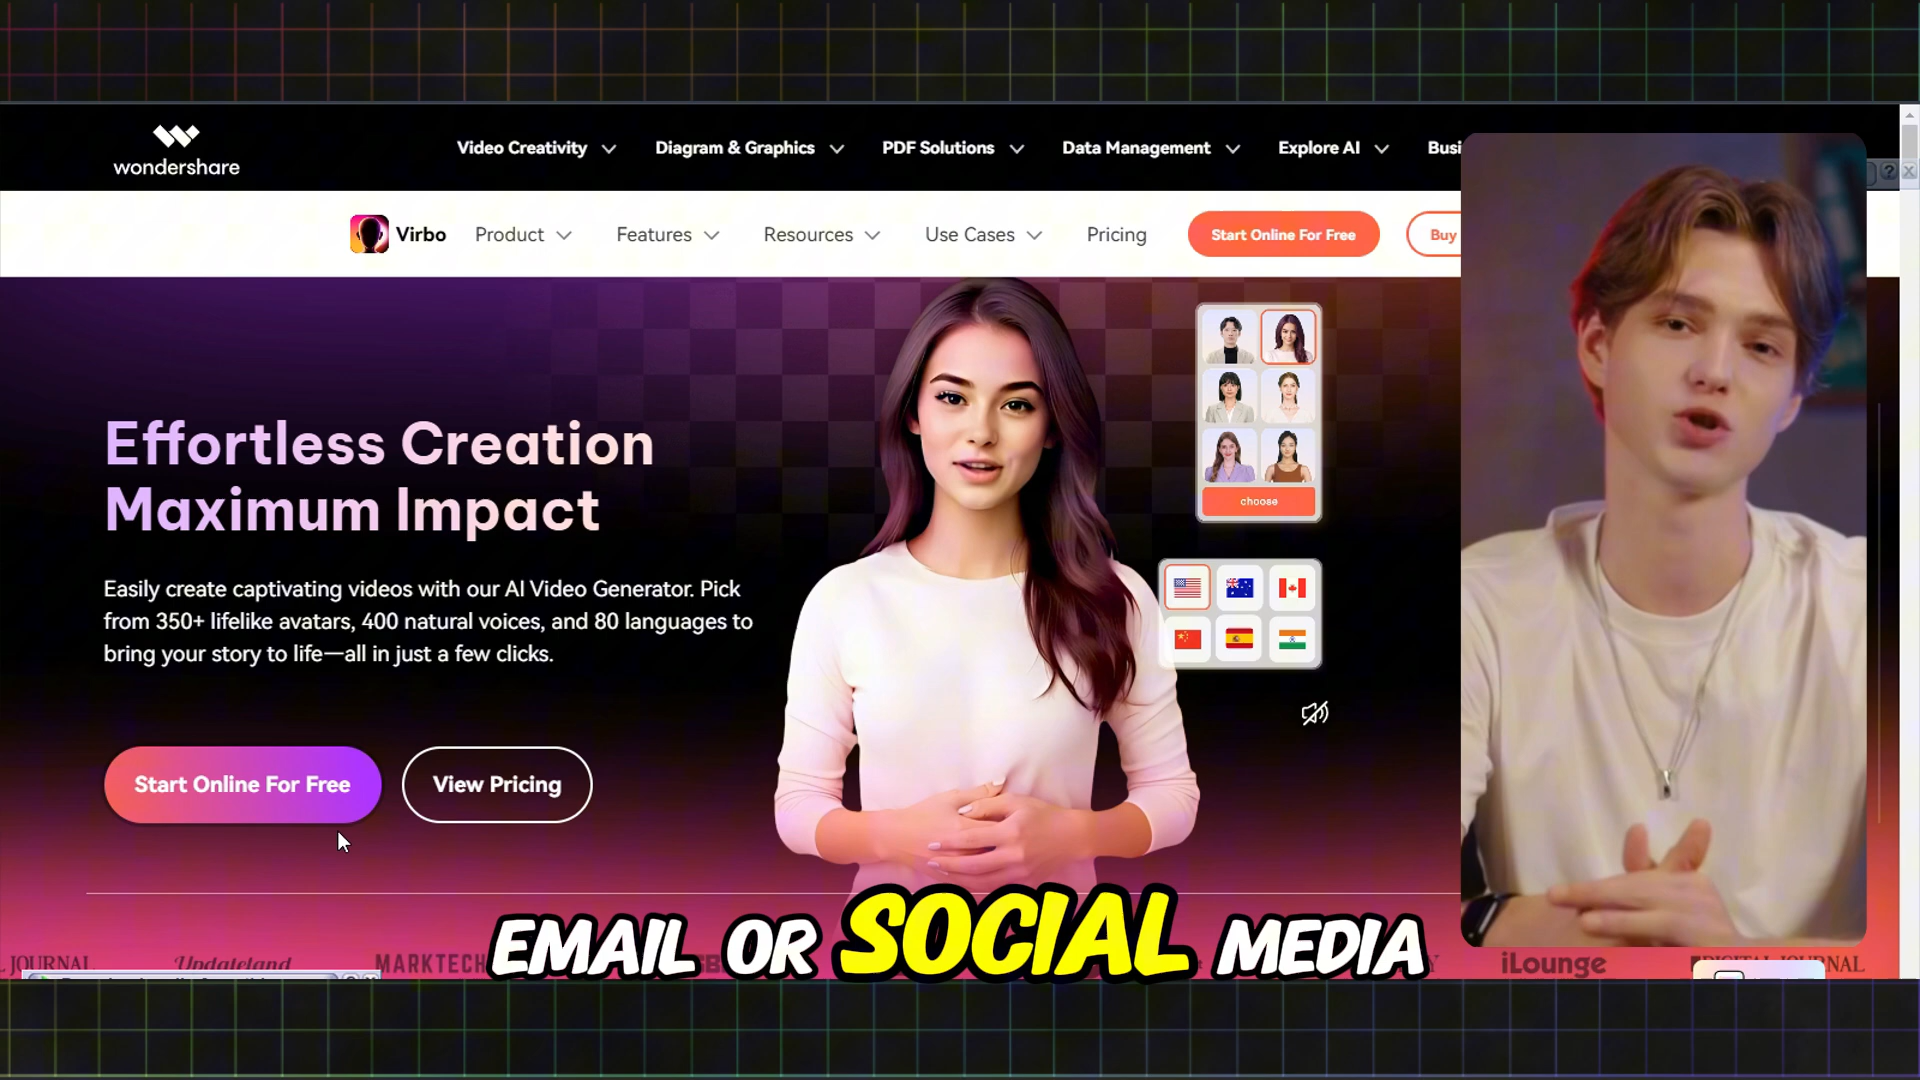 wondershare
Video Creativity
Diagram & Graphics
PDF Solutions
Data Management
Explore AI
Busi
Virbo
Product
Features
Resources
Use Cases
Pricing
Start Online For Free
Buy
Effortless Creation
Maximum Impact
Easily create captivating videos with our AI Video Generator. Pick
from 350+ lifelike avatars, 400 natural voices, and 80 languages to
bring your story to life—all in just a few clicks.
choose
Start Online For Free
View Pricing
JOURNAL
Updateland
MARKTECH
iLounge
DIGITAL JOURNAL
EMAIL OR SOCIAL MEDIA